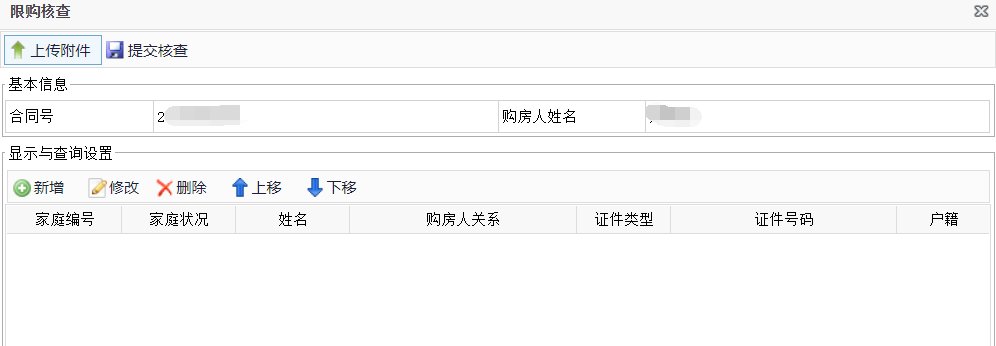 限购核查
上传附件 提交核查
基本信息
合同号 2 购房人姓名
显示与查询设置
新增 修改 删除 上移 下移
家庭编号 家庭状况 姓名 购房人关系 证件类型 证件号码 户籍